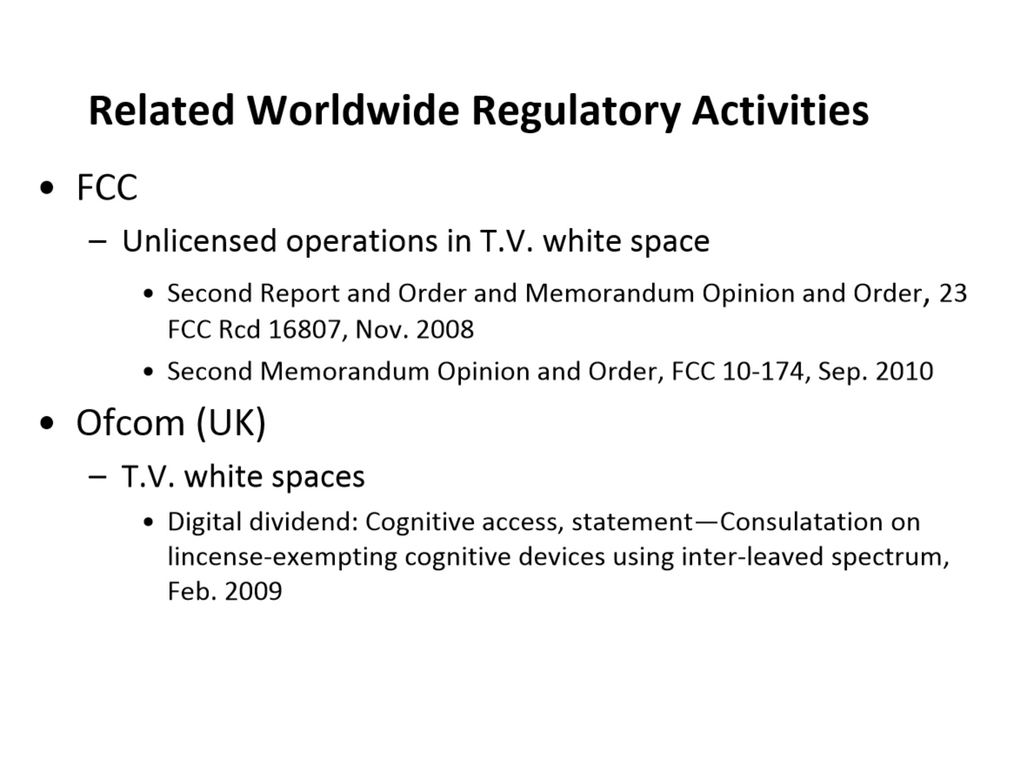 Related Worldwide Regulatory Activities
• FCC
– Unlicensed operations in T.V. white space
• Second Report and Order and Memorandum Opinion and Order, 23
FCC Rcd 16807, Nov. 2008
• Second Memorandum Opinion and Order, FCC 10-174, Sep. 2010
• Ofcom (UK)
– T.V. white spaces
• Digital dividend: Cognitive access, statement—Consulatation on
lincense-exempting cognitive devices using inter-leaved spectrum,
Feb. 2009